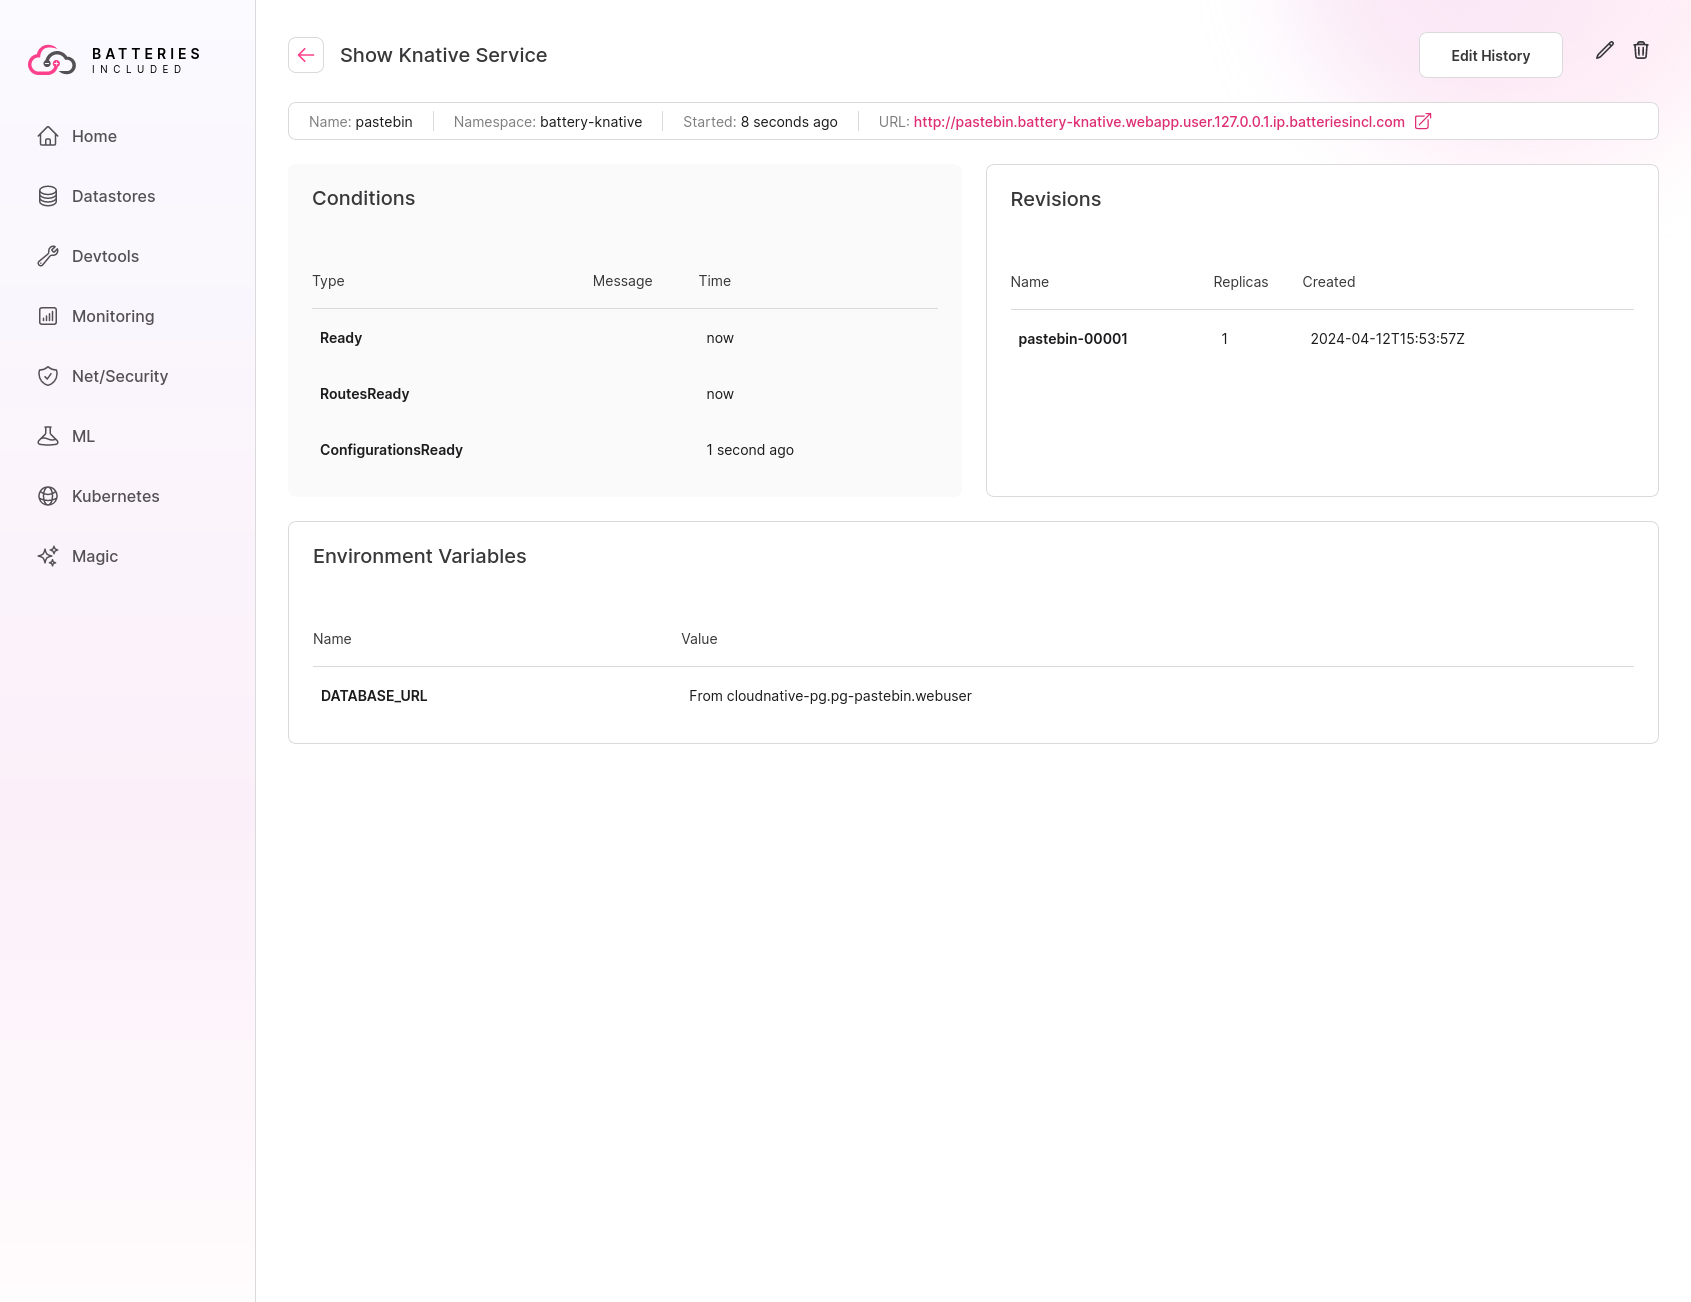 BATTERIES
INCLUDED
Home
Datastores
Devtools
Monitoring
Net/Security
ML
Kubernetes
Magic
Show Knative Service
Edit History
Name: pastebin Namespace: battery-knative Started: 8 seconds ago URL: http://pastebin.battery-knative.webapp.user.127.0.0.1.ip.batteriesincl.com
Conditions
Type Message Time
Ready now
RoutesReady now
ConfigurationsReady 1 second ago
Revisions
Name Replicas Created
pastebin-00001 1 2024-04-12T15:53:57Z
Environment Variables
Name Value
DATABASE_URL From cloudnative-pg.pg-pastebin.webuser